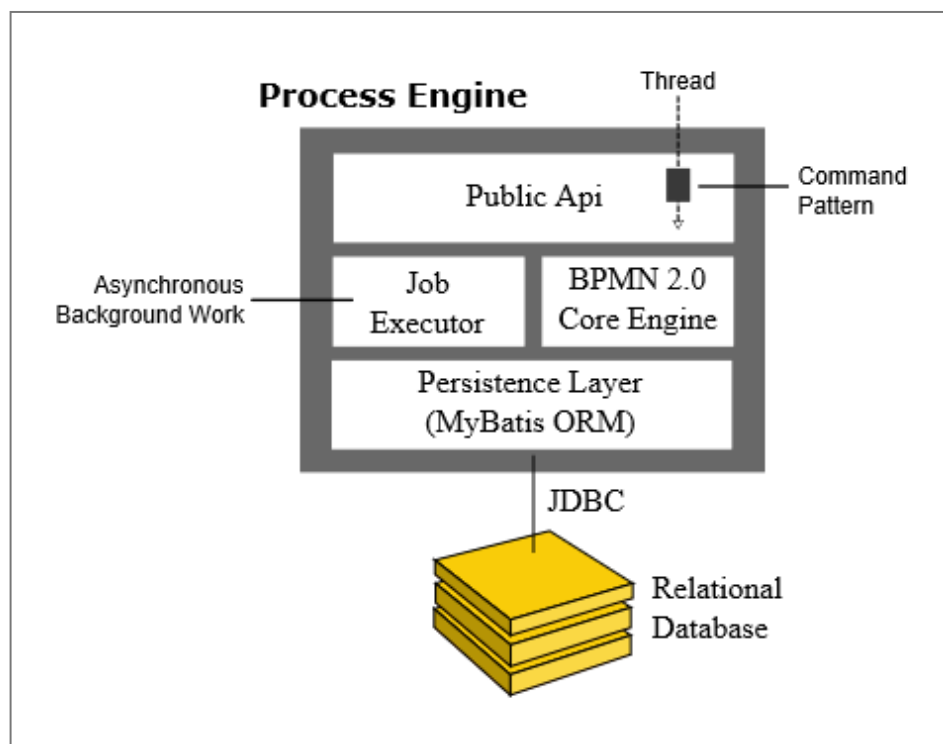 Thread
Process Engine
Public Api
Command
Pattern
Asynchronous
Background Work
Job
Executor
BPMN 2.0
Core Engine
Persistence Layer
(MyBatis ORM)
JDBC
Relational
Database